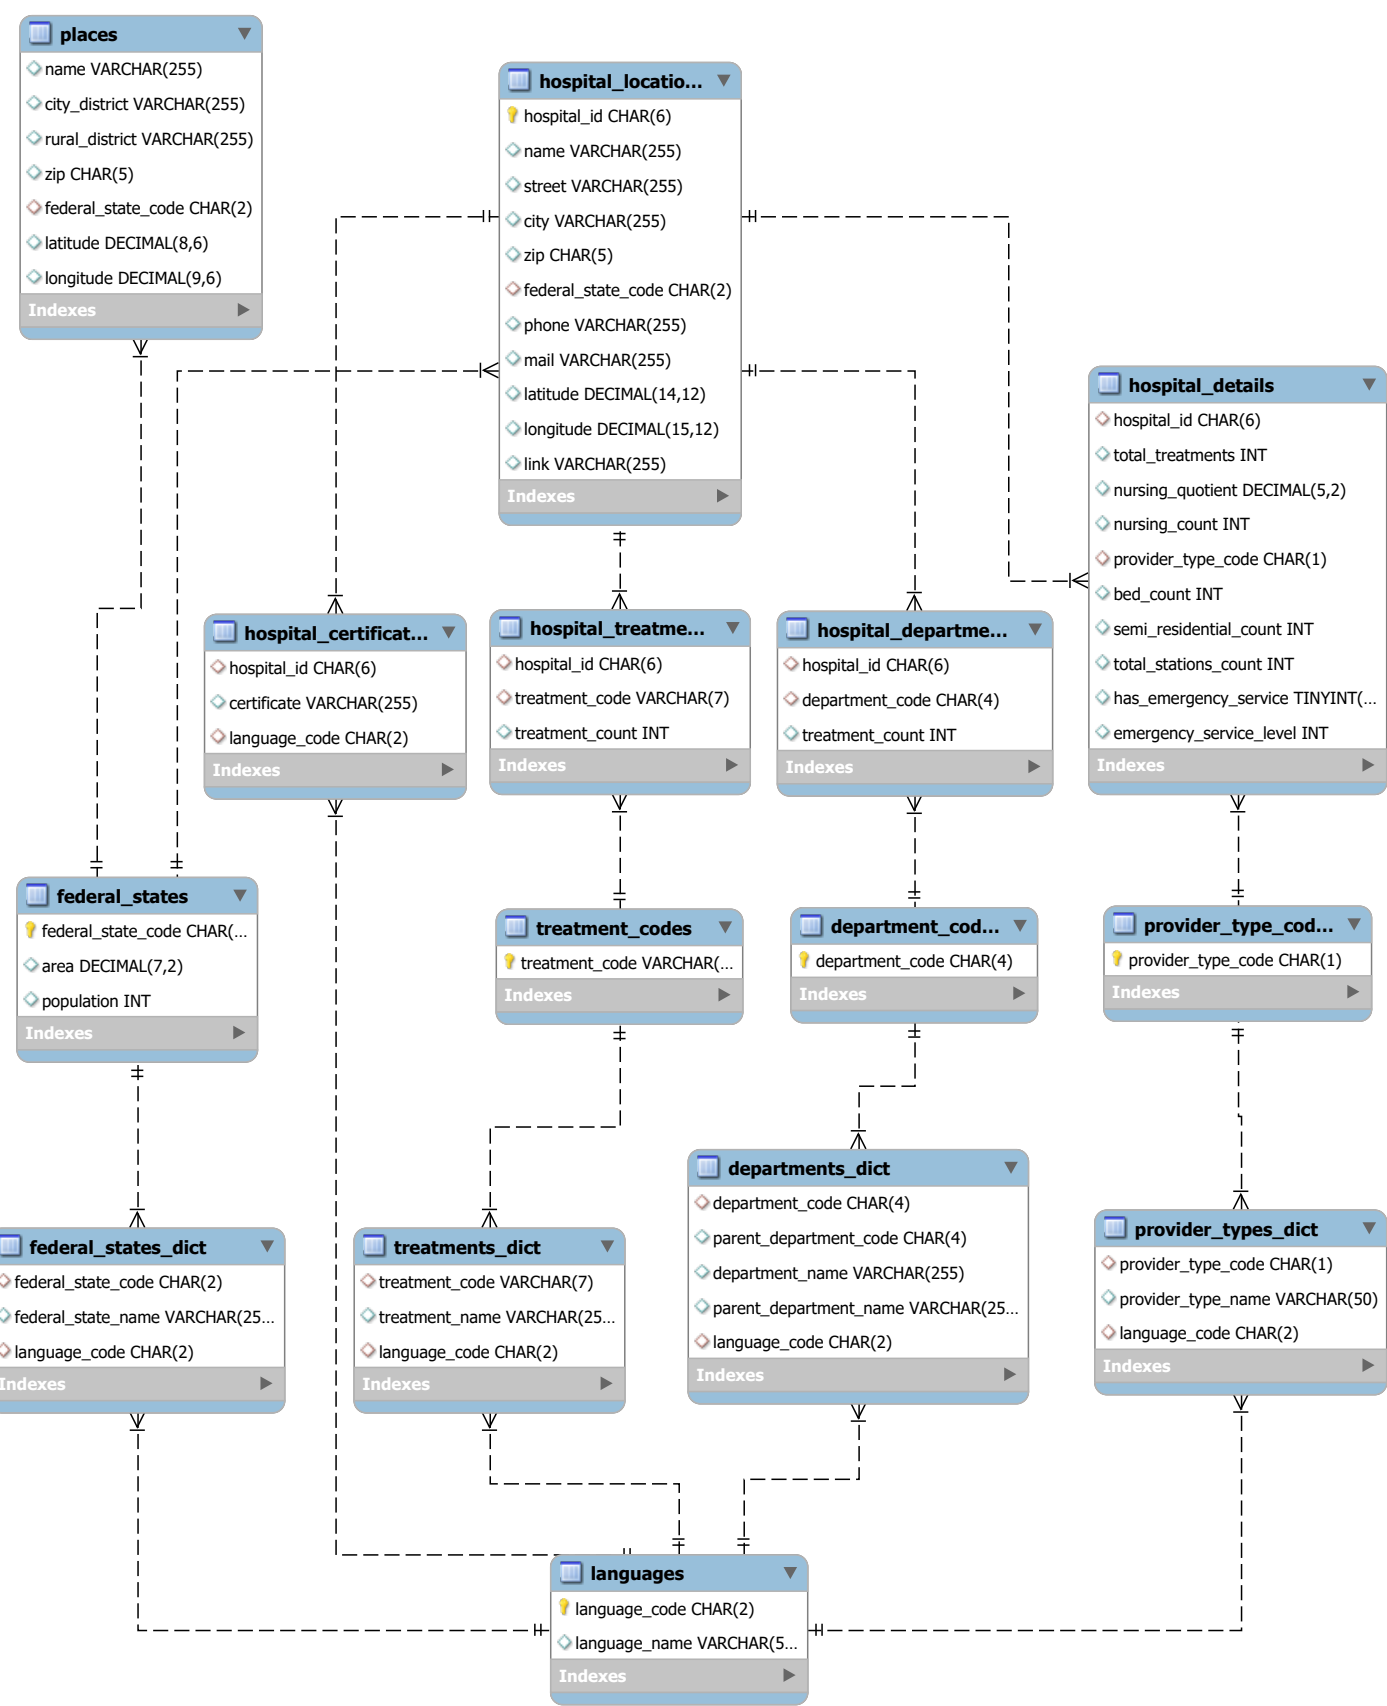 places
name VARCHAR(255)
city_district VARCHAR(255)
rural_district VARCHAR(255)
zip CHAR(5)
federal_state_code CHAR(2)
latitude DECIMAL(8,6)
longitude DECIMAL(9,6)
Indexes
hospital_locatio...
hospital_id CHAR(6)
name VARCHAR(255)
street VARCHAR(255)
city VARCHAR(255)
zip CHAR(5)
federal_state_code CHAR(2)
phone VARCHAR(255)
mail VARCHAR(255)
latitude DECIMAL(14,12)
longitude DECIMAL(15,12)
link VARCHAR(255)
Indexes
hospital_details
hospital_id CHAR(6)
total_treatments INT
nursing_quotient DECIMAL(5,2)
nursing_count INT
provider_type_code CHAR(1)
bed_count INT
semi_residential_count INT
total_stations_count INT
has_emergency_service TINYINT(...
emergency_service_level INT
Indexes
hospital_certificat...
hospital_id CHAR(6)
certificate VARCHAR(255)
language_code CHAR(2)
Indexes
hospital_treatme...
hospital_id CHAR(6)
treatment_code VARCHAR(7)
treatment_count INT
Indexes
hospital_departme...
hospital_id CHAR(6)
department_code CHAR(4)
treatment_count INT
Indexes
federal_states
federal_state_code CHAR(...
area DECIMAL(7,2)
population INT
Indexes
treatment_codes
treatment_code VARCHAR(...
Indexes
department_cod...
department_code CHAR(4)
Indexes
provider_type_cod...
provider_type_code CHAR(1)
Indexes
federal_states_dict
federal_state_code CHAR(2)
federal_state_name VARCHAR(25...
language_code CHAR(2)
Indexes
treatments_dict
treatment_code VARCHAR(7)
treatment_name VARCHAR(25...
language_code CHAR(2)
Indexes
departments_dict
department_code CHAR(4)
parent_department_code CHAR(4)
department_name VARCHAR(255)
parent_department_name VARCHAR(25...
language_code CHAR(2)
Indexes
provider_types_dict
provider_type_code CHAR(1)
provider_type_name VARCHAR(50)
language_code CHAR(2)
Indexes
languages
language_code CHAR(2)
language_name VARCHAR(5...
Indexes